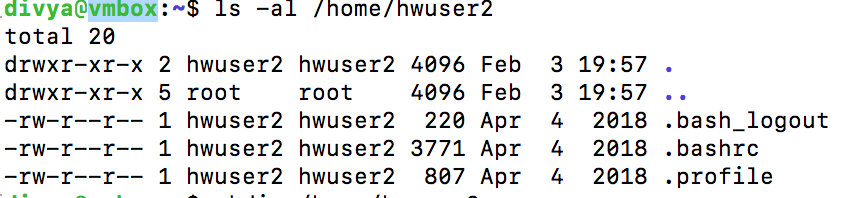 divya@vmbox:~$ ls -al /home/hwuser2
total 20
drwxr-xr-x 2 hwuser2 hwuser2 4096 Feb  3 19:57 .
drwxr-xr-x 5 root    root    4096 Feb  3 19:57 ..
-rw-r--r-- 1 hwuser2 hwuser2  220 Apr  4  2018 .bash_logout
-rw-r--r-- 1 hwuser2 hwuser2 3771 Apr  4  2018 .bashrc
-rw-r--r-- 1 hwuser2 hwuser2  807 Apr  4  2018 .profile